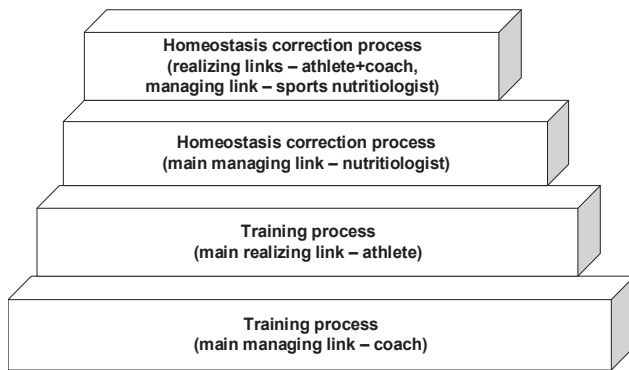 Homeostasis correction process
(realizing links – athlete+coach,
managing link – sports nutritiologist)
Homeostasis correction process
(main managing link – nutritiologist)
Training process
(main realizing link – athlete)
Training process
(main managing link – coach)